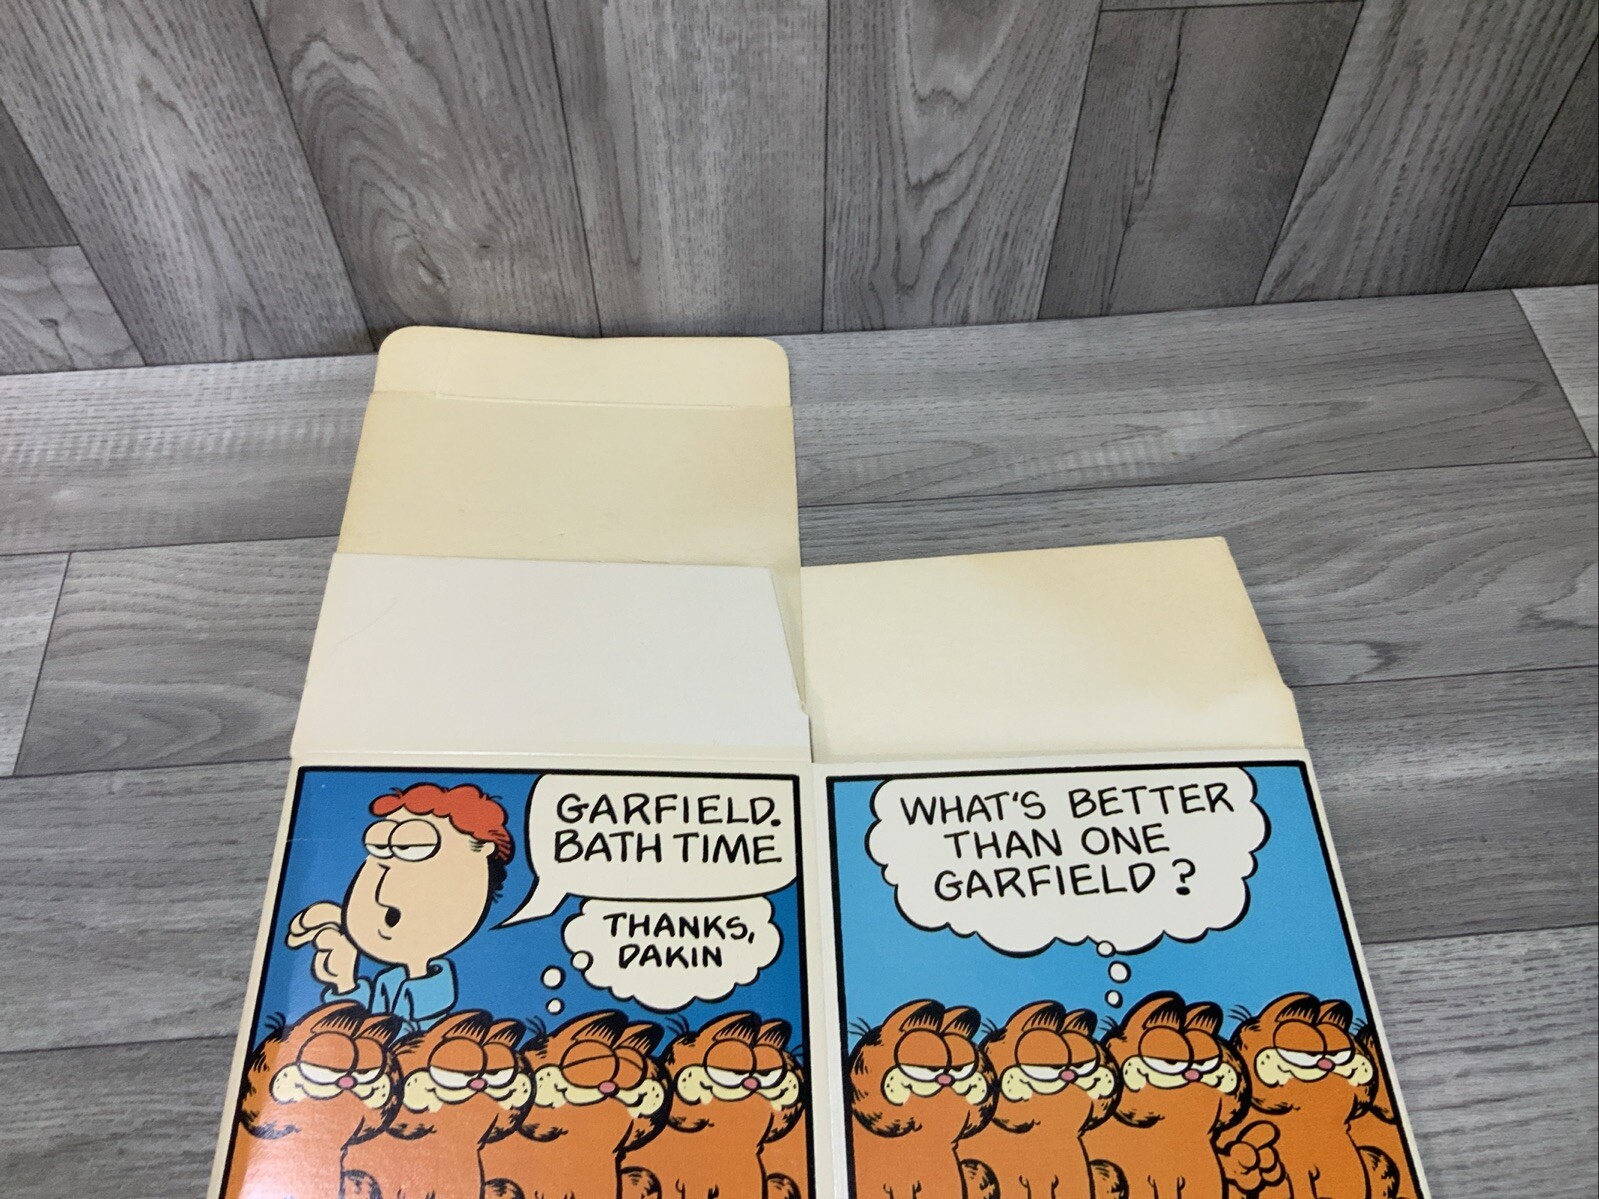 GARFIELD.
BATH TIME
THANKS,
DAKIN
WHAT'S BETTER
THAN ONE
GARFIELD?